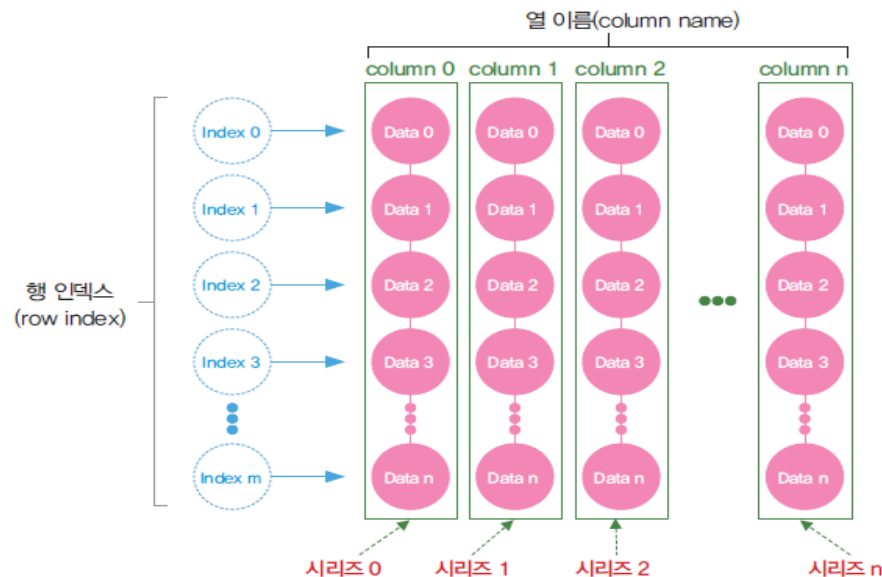 열 이름(column name)
column 0 column 1 column 2 column n
Index 0 Data 0 Data 0 Data 0 Data 0
Index 1 Data 1 Data 1 Data 1 Data 1
Index 2 Data 2 Data 2 Data 2 Data 2
행 인덱스
(row index)
Index 3 Data 3 Data 3 Data 3 Data 3
Index m Data n Data n Data n Data n
시리즈 0 시리즈 1 시리즈 2 시리즈 n